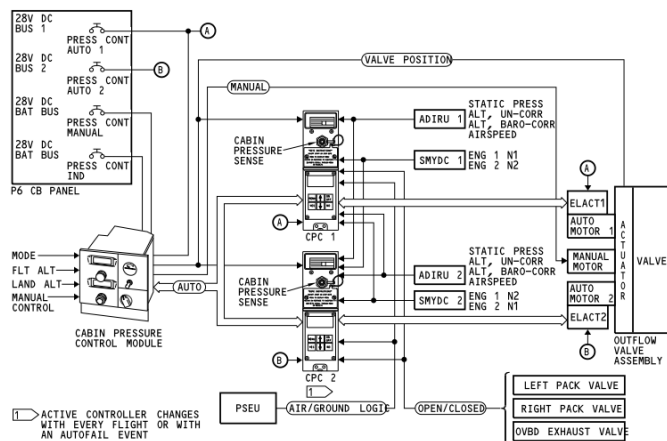 28V DC
BUS 1
PRESS CONT
AUTO 1
28V DC
BUS 2
PRESS CONT
AUTO 2
28V DC
BAT BUS
PRESS CONT
MANUAL
28V DC
BAT BUS
PRESS CONT
IND
P6 CB PANEL
A
B
VALVE POSITION
MANUAL
CABIN
PRESSURE
SENSE
ADIRU 1
STATIC PRESS
ALT, UN-CORR
ALT, BARO-CORR
AIRSPEED
SMYDC 1
ENG 1 N1
ENG 2 N2
A
CPC 1
A
ELACT1
AUTO
MOTOR 1
MANUAL
MOTOR
AUTO
MOTOR 2
ELACT2
B
ACTUATOR
VALVE
OUTFLOW
VALVE
ASSEMBLY
MODE
FLT ALT
LAND ALT
MANUAL
CONTROL
AUTO
CABIN PRESSURE
CONTROL MODULE
CABIN
PRESSURE
SENSE
ADIRU 2
STATIC PRESS
ALT, UN-CORR
ALT, BARO-CORR
AIRSPEED
SMYDC 2
ENG 1 N2
ENG 2 N1
B
CPC 2
1
PSEU
AIR/GROUND LOGIC
OPEN/CLOSED
LEFT PACK VALVE
RIGHT PACK VALVE
OVBD EXHAUST VALVE
1 ACTIVE CONTROLLER CHANGES
WITH EVERY FLIGHT OR WITH
AN AUTOFAIL EVENT